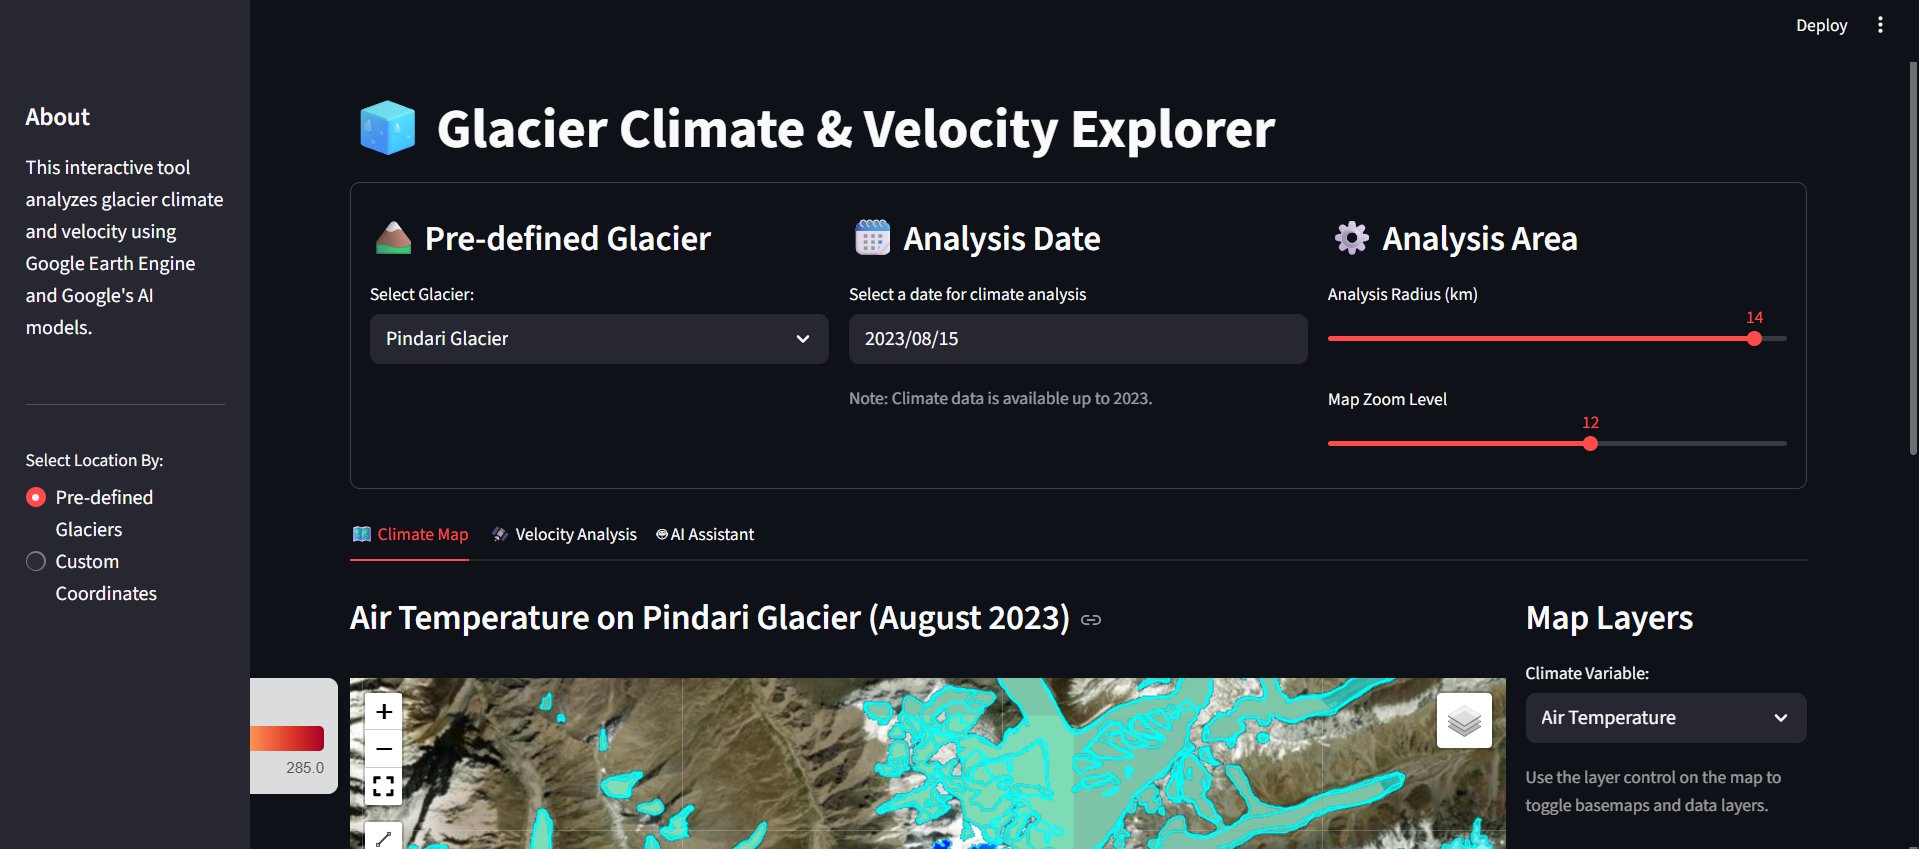 Deploy
About
This interactive tool
analyzes glacier climate
and velocity using
Google Earth Engine
and Google's AI
models.
Select Location By:
Pre-defined
Glaciers
Custom
Coordinates
Glacier Climate & Velocity Explorer
Pre-defined Glacier
Select Glacier:
Pindari Glacier
Analysis Date
Select a date for climate analysis
2023/08/15
Note: Climate data is available up to 2023.
Analysis Area
Analysis Radius (km)
14
Map Zoom Level
12
Climate Map
Velocity Analysis
AI Assistant
Air Temperature on Pindari Glacier (August 2023)
285.0
+
−
Map Layers
Climate Variable:
Air Temperature
Use the layer control on the map to
toggle basemaps and data layers.